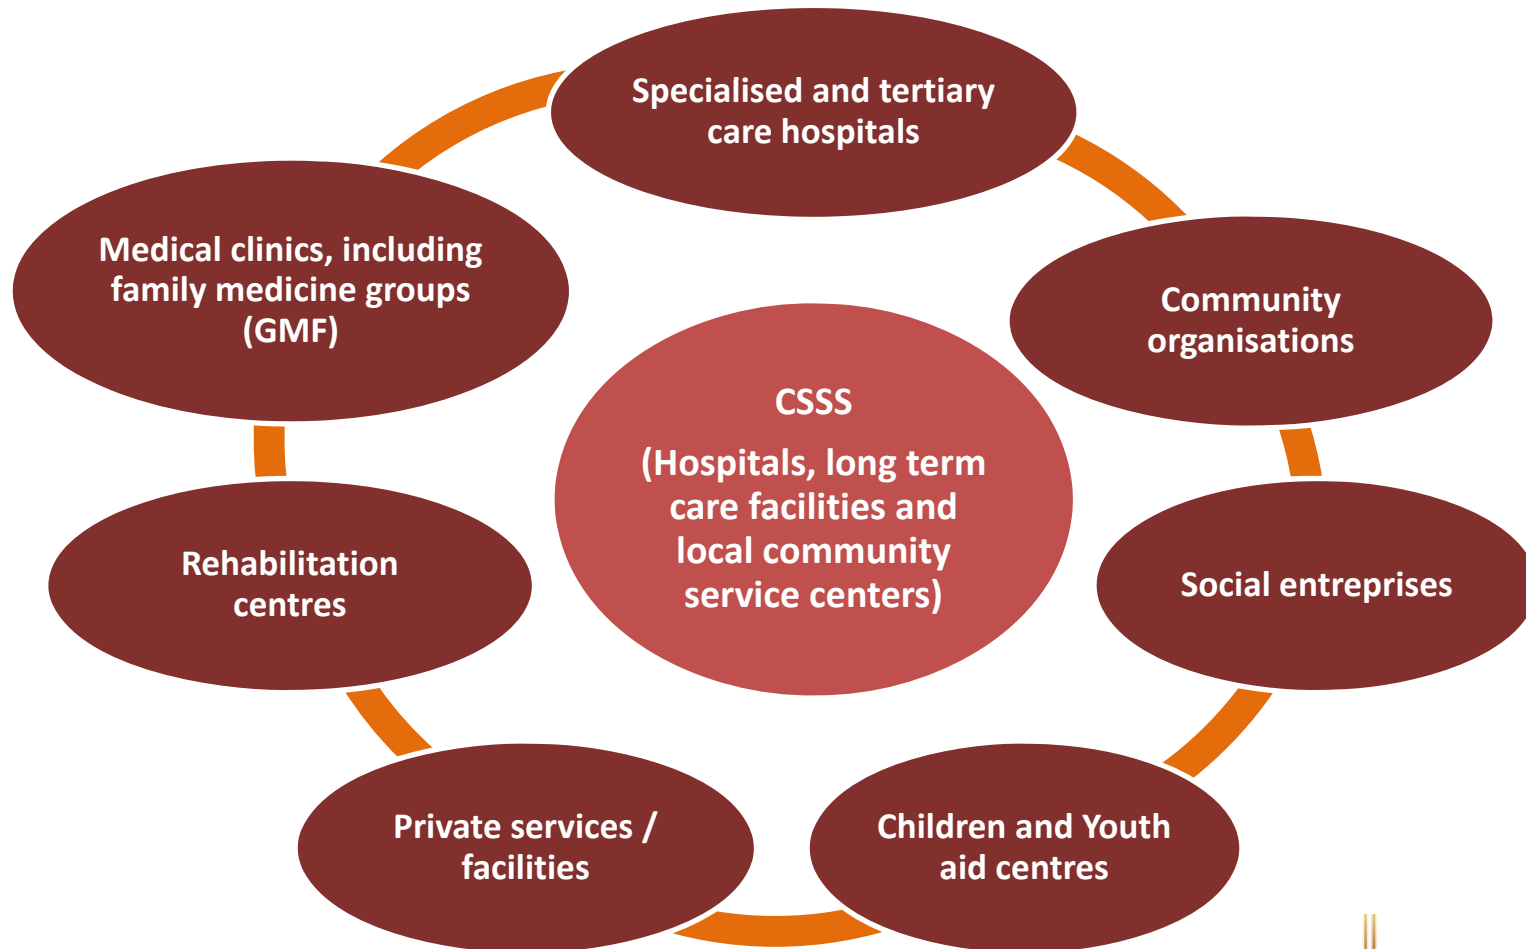 Specialised and tertiary
care hospitals
Medical clinics, including
family medicine groups
(GMF)
Community
organisations
CSSS
(Hospitals, long term
care facilities and
local community
service centers)
Rehabilitation
centres
Social entreprises
Private services /
facilities
Children and Youth
aid centres